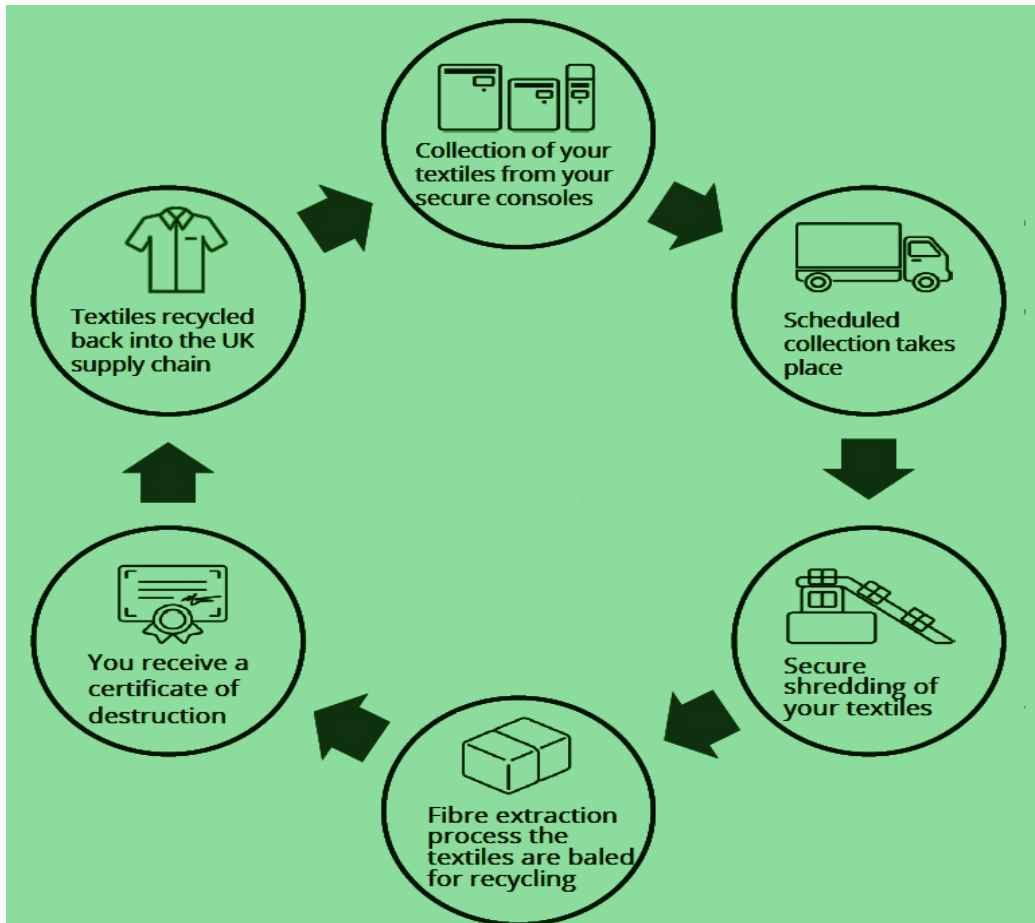 Collection of your
textiles from your
secure consoles
Scheduled
collection takes
place
Secure
shredding of
your textiles
Fibre extraction
process the
textiles are baled
for recycling
You receive a
certificate of
destruction
Textiles recycled
back into the UK
supply chain